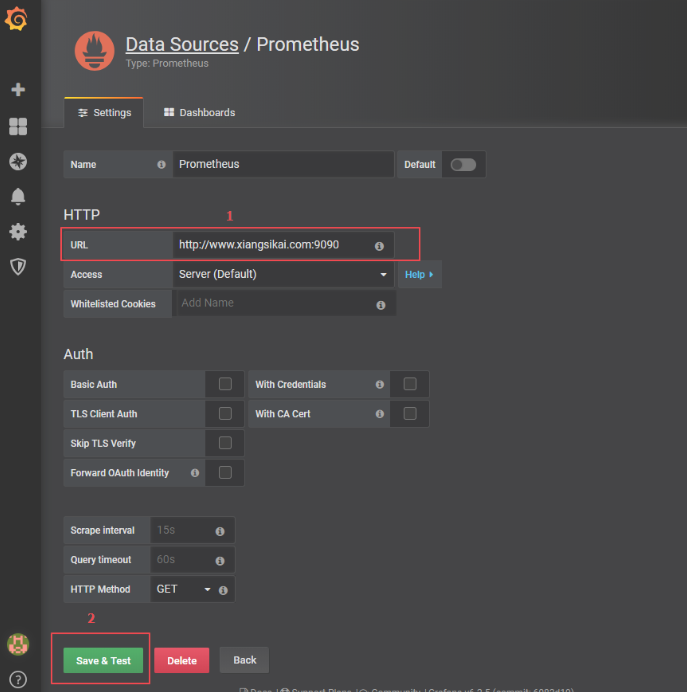 Data Sources / Prometheus
Type: Prometheus
Settings
Dashboards
Name
Prometheus
Default
HTTP
1
URL
http://www.xiangsikai.com:9090
Access
Server (Default)
Help
Whitelisted Cookies
Add Name
Auth
Basic Auth
With Credentials
TLS Client Auth
With CA Cert
Skip TLS Verify
Forward OAuth Identity
Scrape interval
15s
Query timeout
60s
HTTP Method
GET
2
Save & Test
Delete
Back